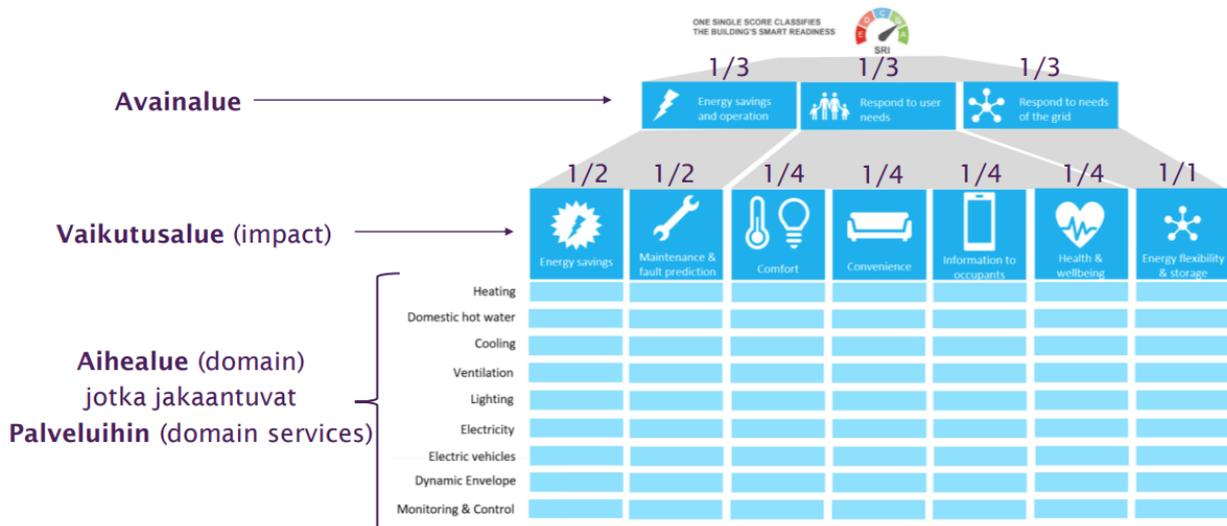 ONE SINGLE SCORE CLASSIFIES
THE BUILDING'S SMART READINESS
E D C B A
SRI
1/3 1/3 1/3
Avainalue
Energy savings
and operation
Respond to user
needs
Respond to needs
of the grid
1/2 1/2 1/4 1/4 1/4 1/4 1/1
Vaikutusalue (impact)
Energy savings
Maintenance &
fault prediction
Comfort
Convenience
Information to
occupants
Health &
wellbeing
Energy flexibility
& storage
Aihealue (domain)
jotka jakaantuvat
Palveluihin (domain services)
Heating
Domestic hot water
Cooling
Ventilation
Lighting
Electricity
Electric vehicles
Dynamic Envelope
Monitoring & Control